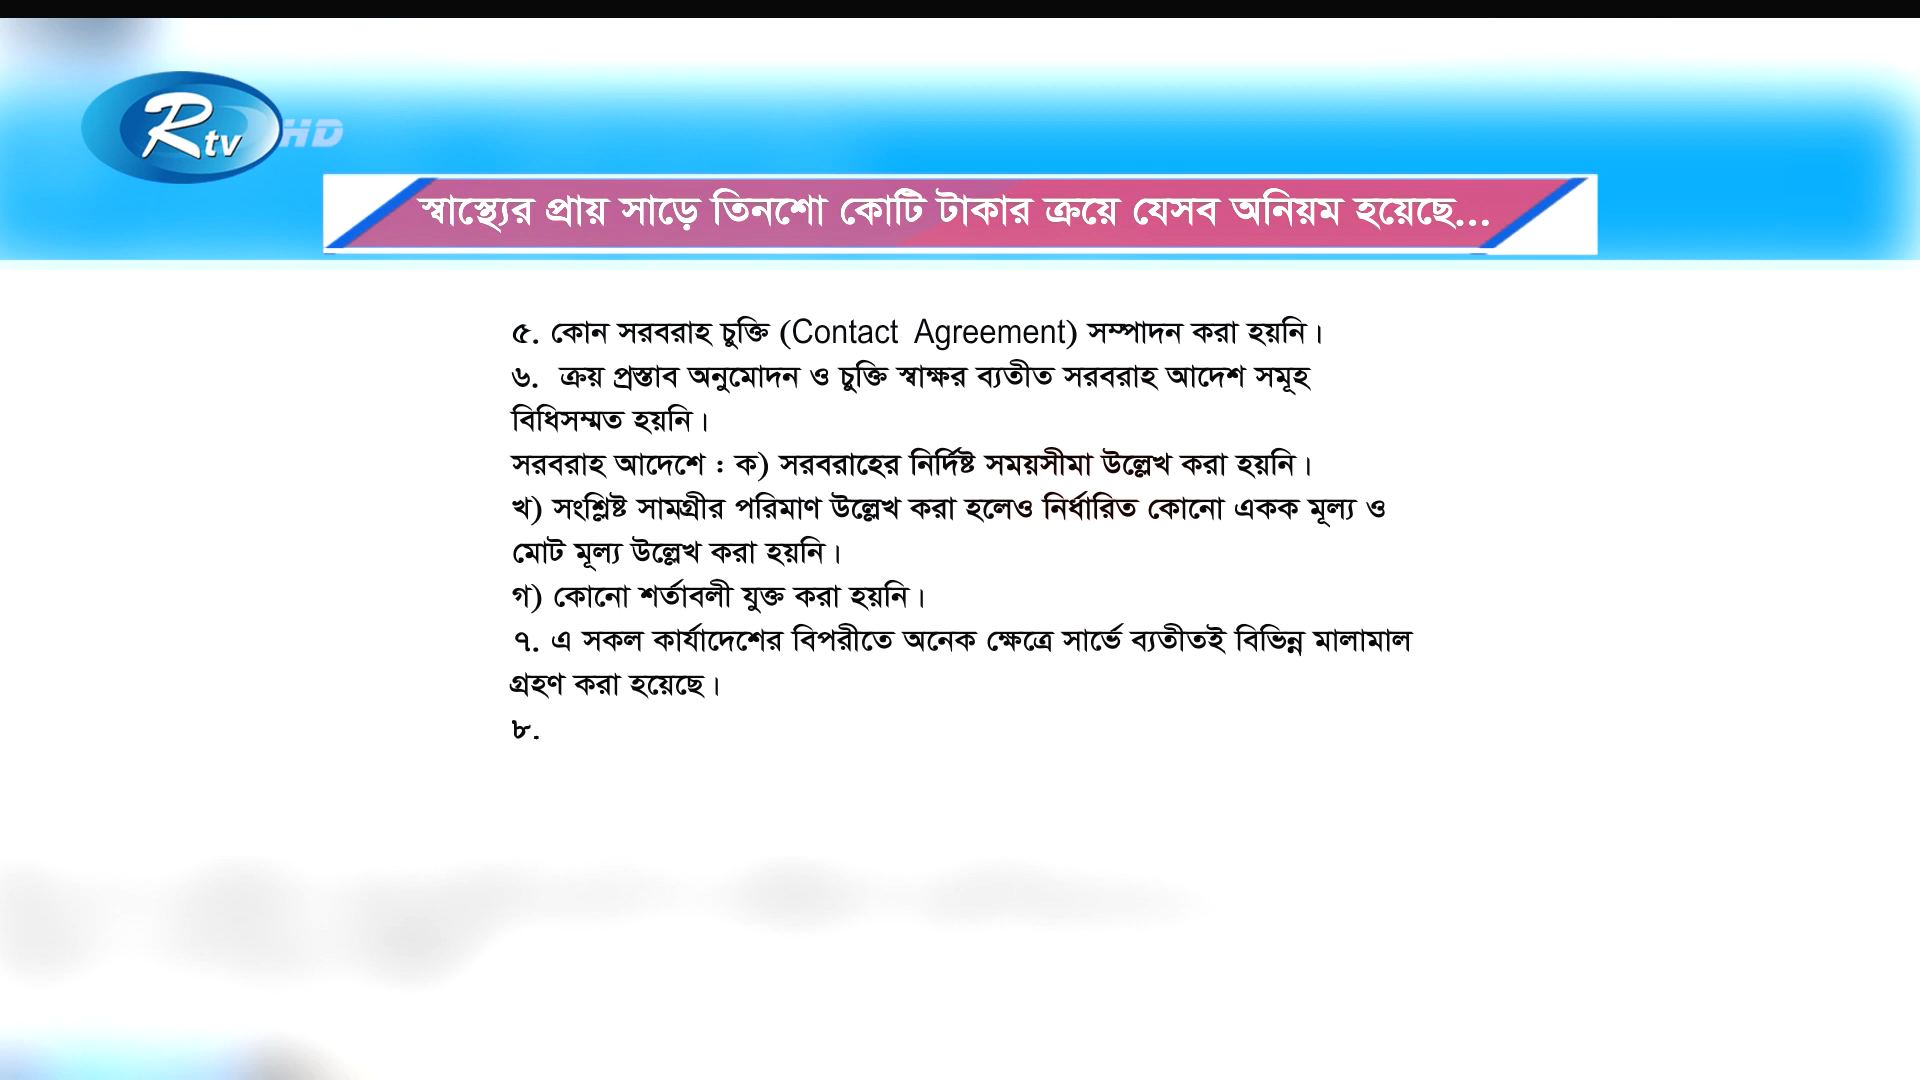 Rtv HD
স্বাস্থ্যের প্রায় সাড়ে তিনশো কোটি টাকার ক্রয়ে যেসব অনিয়ম হয়েছে...
৫. কোন সরবরাহ চুক্তি (Contact Agreement) সম্পাদন করা হয়নি।
৬. ক্রয় প্রস্তাব অনুমোদন ও চুক্তি স্বাক্ষর ব্যতীত সরবরাহ আদেশ সমূহ
বিধিসম্মত হয়নি।
সরবরাহ আদেশে : ক) সরবরাহের নির্দিষ্ট সময়সীমা উল্লেখ করা হয়নি।
খ) সংশ্লিষ্ট সামগ্রীর পরিমাণ উল্লেখ করা হলেও নির্ধারিত কোনো একক মূল্য ও
মোট মূল্য উল্লেখ করা হয়নি।
গ) কোনো শর্তাবলী যুক্ত করা হয়নি।
৭. এ সকল কার্যাদেশের বিপরীতে অনেক ক্ষেত্রে সার্ভে ব্যতীতই বিভিন্ন মালামাল
গ্রহণ করা হয়েছে।
৮.